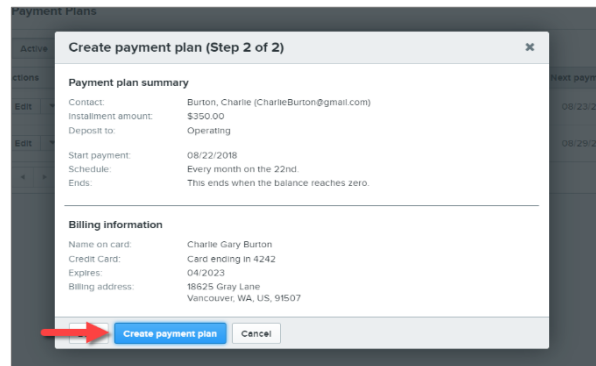 Payment Plans
Active
Create payment plan (Step 2 of 2)
Payment plan summary
Contact: Burton, Charlie (CharlieBurton@gmail.com)
Installment amount: $350.00
Deposit to: Operating
Start payment: 08/22/2018
Schedule: Every month on the 22nd.
Ends: This ends when the balance reaches zero.
Billing information
Name on card: Charlie Gary Burton
Credit Card: Card ending in 4242
Expires: 04/2023
Billing address: 18625 Gray Lane
Vancouver, WA, US, 91507
Create payment plan Cancel
ctions Next paym
Edit 08/23/2
Edit 08/29/2